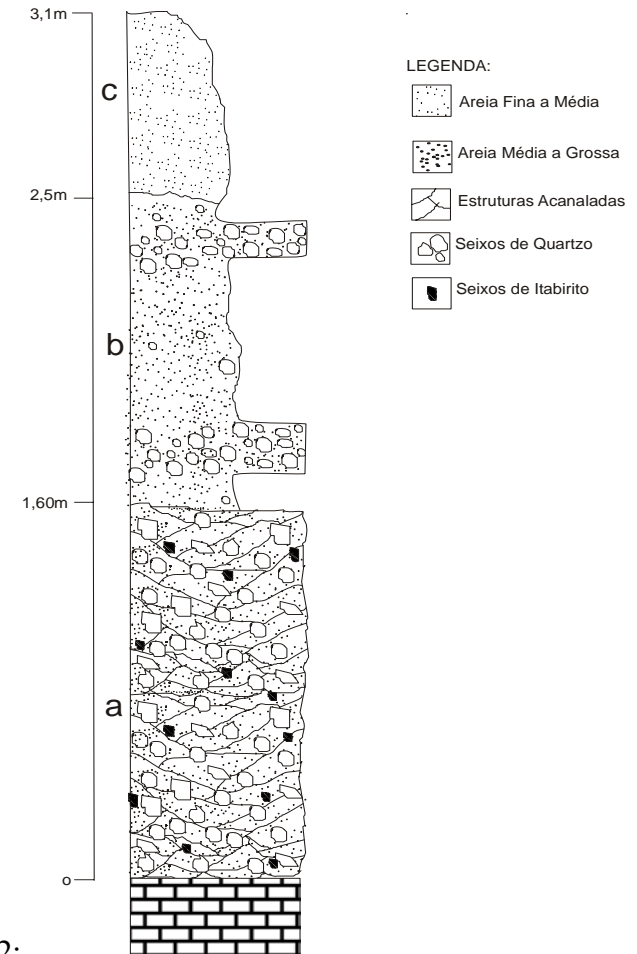 3,1m
c
2,5m
b
1,60m
a
o
LEGENDA:
Areia Fina a Média
Areia Média a Grossa
Estruturas Acanaladas
Seixos de Quartzo
Seixos de Itabirito